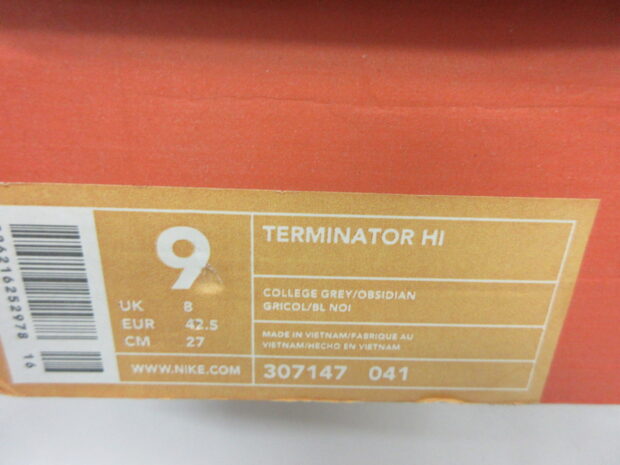 9
UK 8
EUR 42.5
CM 27
WWW.NIKE.COM
TERMINATOR HI
COLLEGE GREY/OBSIDIAN
GRICOL/BL NOI
MADE IN VIETNAM/FABRIQUE AU
VIETNAM/HECHO EN VIETNAM
307147 041
16